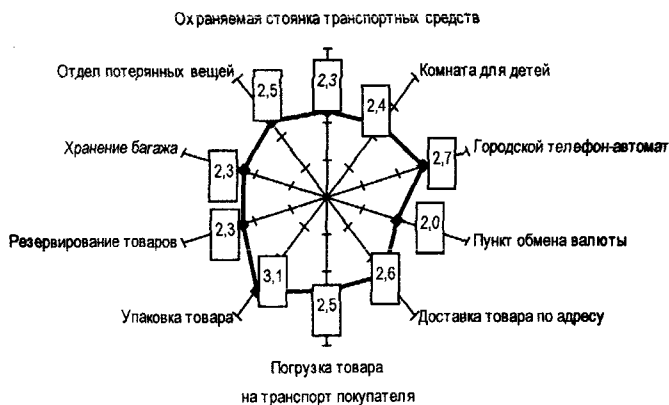 Охраняемая стоянка транспортных средств
Отдел потерянных вещей
2,5
2,3
2,4
Комната для детей
Хранение багажа
2,3
2,7
Городской телефон-автомат
Резервирование товаров
2,3
2,0
Пункт обмена валюты
Упаковка товара
3,1
2,5
2,6
Доставка товара по адресу
Погрузка товара
на транспорт покупателя